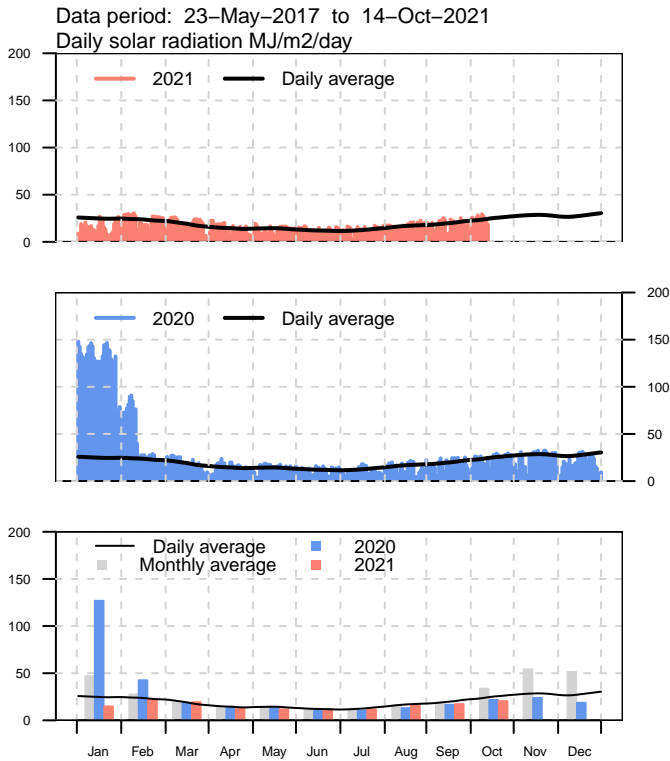 Data period: 23−May−2017 to 14−Oct−2021
Daily solar radiation MJ/m2/day
200
2021 Daily average
150
100
50
0
2020 Daily average 200
150
100
50
0
200
Daily average 2020
Monthly average 2021
150
100
50
0
Jan Feb Mar Apr May Jun Jul Aug Sep Oct Nov Dec